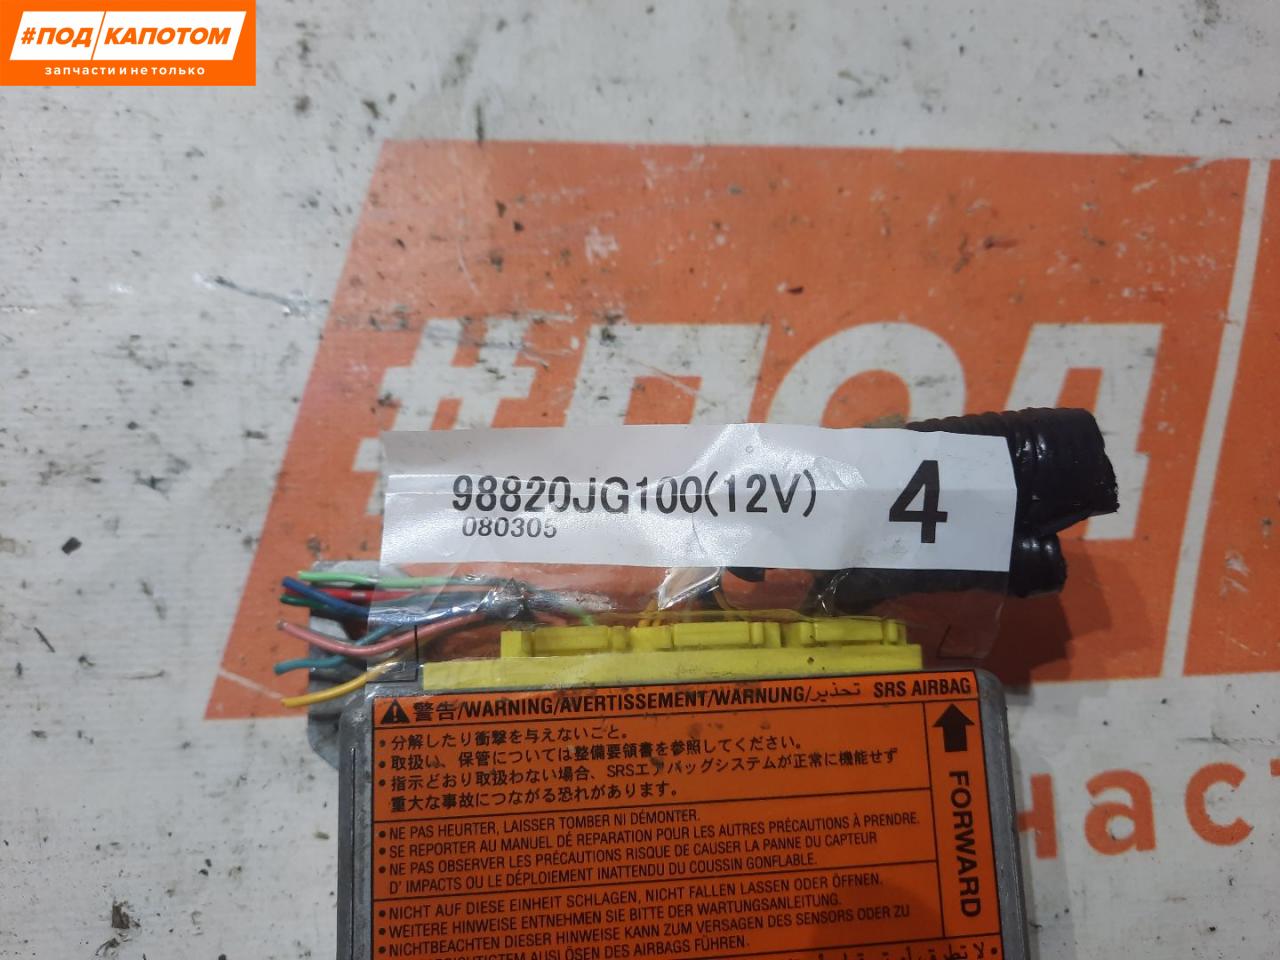 #ПОД КАПОТОМ
запчасти и не только
#ПОД
98820JG100(12V) 4
080305
警告/WARNING/AVERTISSEMENT/WARNUNG/تحذير SRS AIRBAG
• 分解したり衝撃を与えないこと。
• 取扱い、保管については整備要領書を参照してください。
• 指示どおり取扱わない場合、SRSエアバッグシステムが正常に機能せず
重大な事故につながる恐れがあります。
FORWARD
• NE PAS HEURTER, LAISSER TOMBER NI DÉMONTER.
• SE REPORTER AU MANUEL DE RÉPARATION POUR LES AUTRES PRÉCAUTIONS À PRENDRE.
• NE PAS OBSERVER LES PRÉCAUTIONS RISQUE DE CAUSER LA PANNE DU CAPTEUR
D' IMPACTS OU LE DÉPLOIEMENT INATTENDU DU COUSSIN GONFLABLE.
• NICHT AUF DIESE EINHEIT SCHLAGEN, NICHT FALLEN LASSEN ODER ÖFFNEN.
• WEITERE HINWEISE ENTNEHMEN SIE BITTE DER WARTUNGSANLEITUNG.
• NICHTBEACHTEN DIESER HINWEISE KANN ZUM VERSAGEN DES SENSORS ODER ZU
AUSLÖSEN DES AIRBAGS FÜHREN.
час